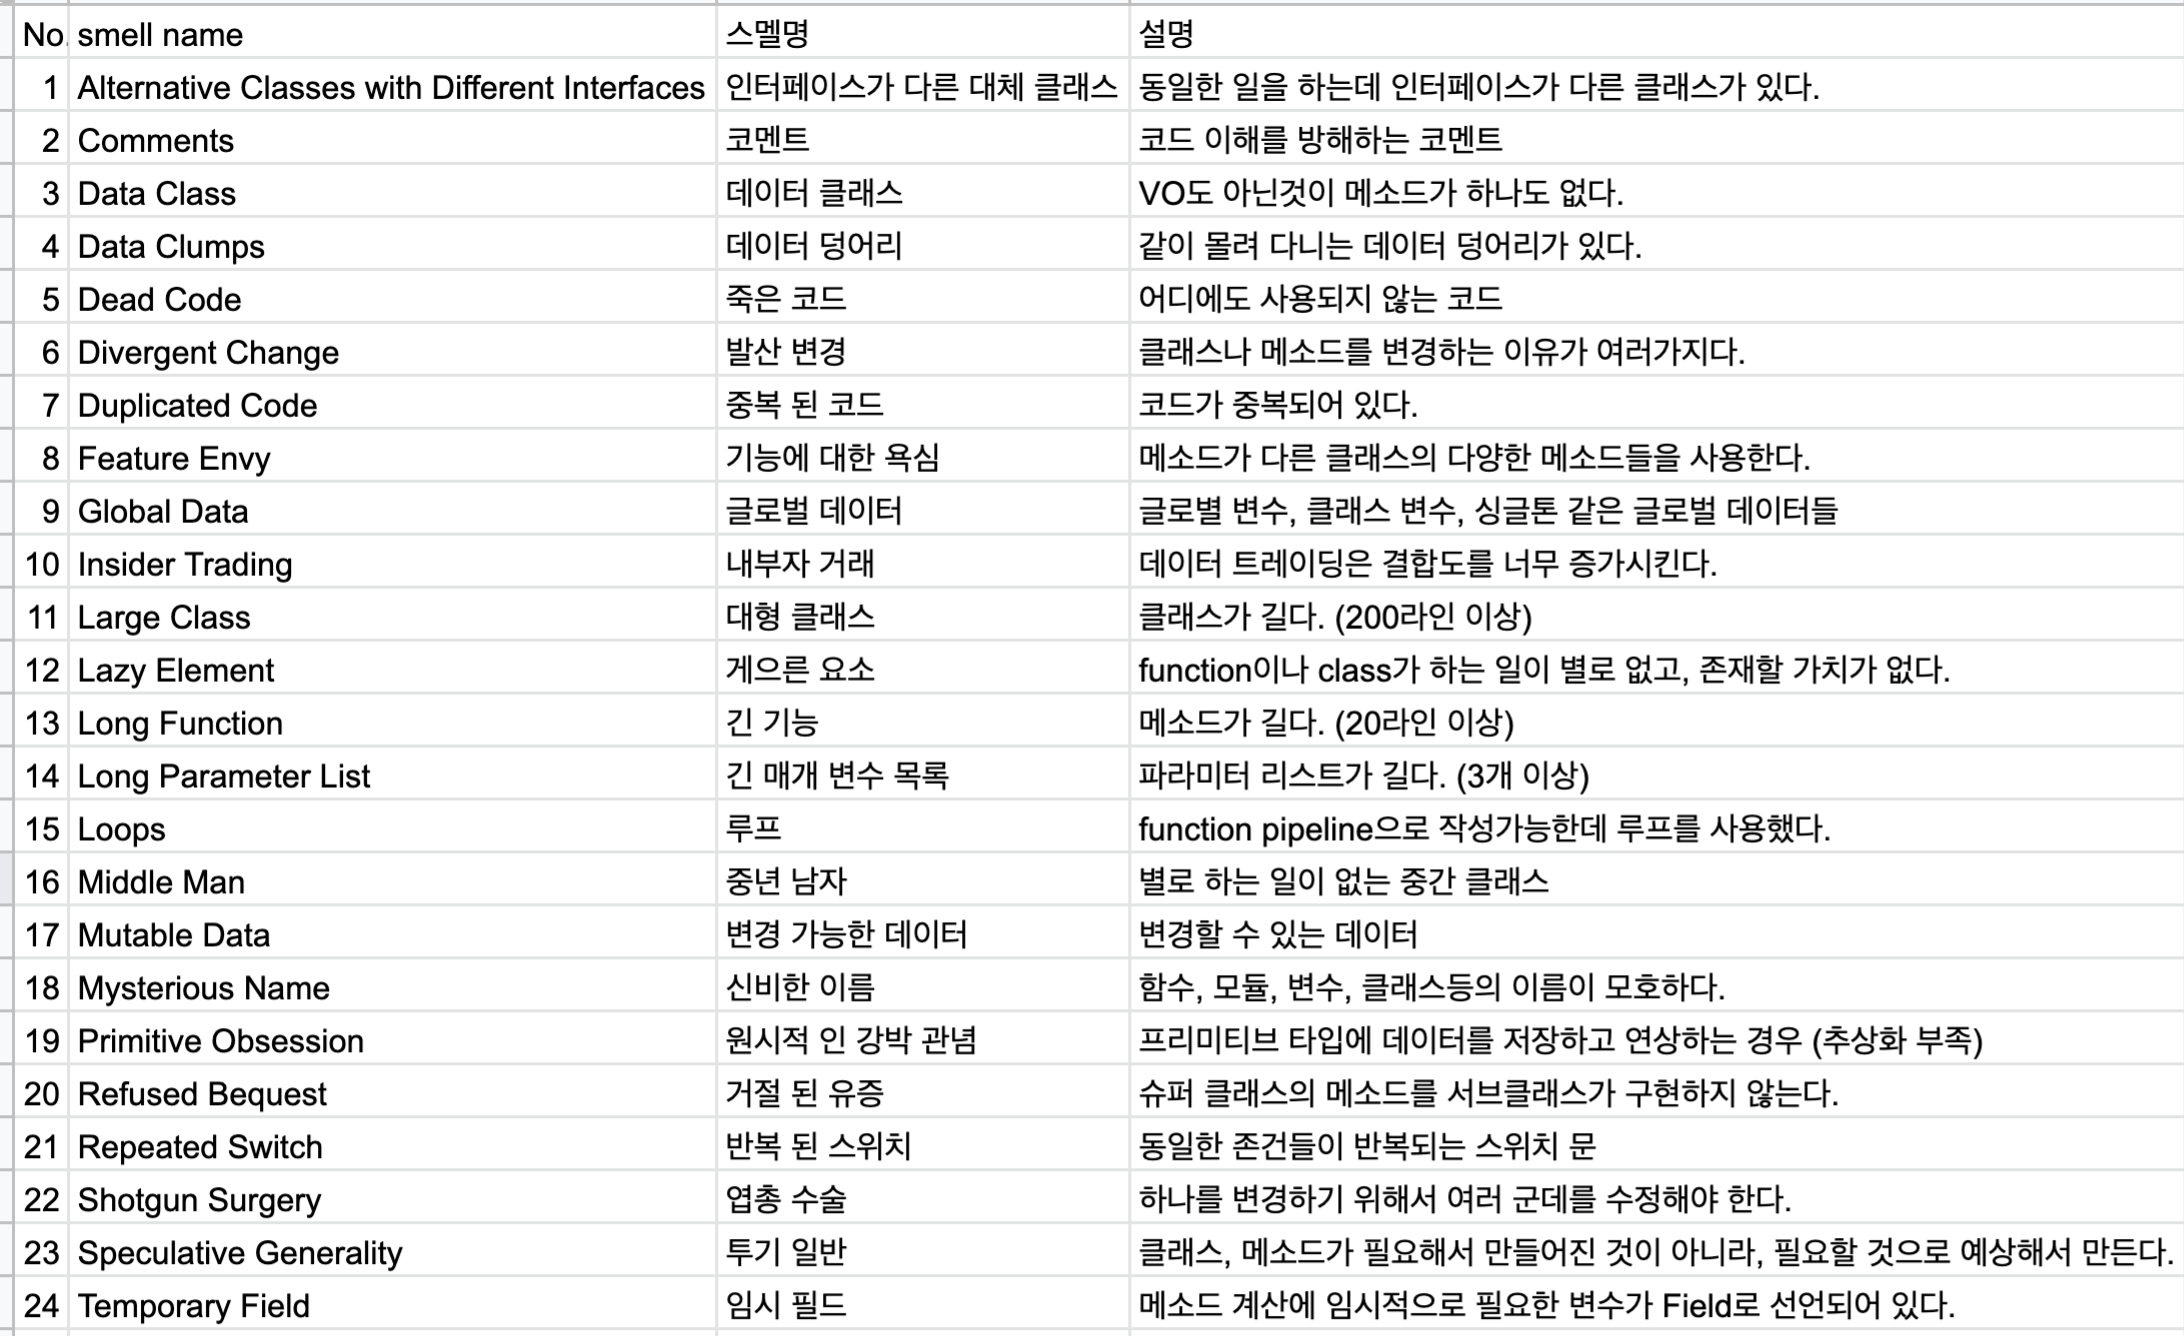 No. smell name 스멜명 설명
1 Alternative Classes with Different Interfaces 인터페이스가 다른 대체 클래스 동일한 일을 하는데 인터페이스가 다른 클래스가 있다.
2 Comments 코멘트 코드 이해를 방해하는 코멘트
3 Data Class 데이터 클래스 VO도 아닌것이 메소드가 하나도 없다.
4 Data Clumps 데이터 덩어리 같이 몰려 다니는 데이터 덩어리가 있다.
5 Dead Code 죽은 코드 어디에도 사용되지 않는 코드
6 Divergent Change 발산 변경 클래스나 메소드를 변경하는 이유가 여러가지다.
7 Duplicated Code 중복 된 코드 코드가 중복되어 있다.
8 Feature Envy 기능에 대한 욕심 메소드가 다른 클래스의 다양한 메소드들을 사용한다.
9 Global Data 글로벌 데이터 글로별 변수, 클래스 변수, 싱글톤 같은 글로벌 데이터들
10 Insider Trading 내부자 거래 데이터 트레이딩은 결합도를 너무 증가시킨다.
11 Large Class 대형 클래스 클래스가 길다. (200라인 이상)
12 Lazy Element 게으른 요소 function이나 class가 하는 일이 별로 없고, 존재할 가치가 없다.
13 Long Function 긴 기능 메소드가 길다. (20라인 이상)
14 Long Parameter List 긴 매개 변수 목록 파라미터 리스트가 길다. (3개 이상)
15 Loops 루프 function pipeline으로 작성가능한데 루프를 사용했다.
16 Middle Man 중년 남자 별로 하는 일이 없는 중간 클래스
17 Mutable Data 변경 가능한 데이터 변경할 수 있는 데이터
18 Mysterious Name 신비한 이름 함수, 모듈, 변수, 클래스등의 이름이 모호하다.
19 Primitive Obsession 원시적 인 강박 관념 프리미티브 타입에 데이터를 저장하고 연상하는 경우 (추상화 부족)
20 Refused Bequest 거절 된 유증 슈퍼 클래스의 메소드를 서브클래스가 구현하지 않는다.
21 Repeated Switch 반복 된 스위치 동일한 존건들이 반복되는 스위치 문
22 Shotgun Surgery 엽총 수술 하나를 변경하기 위해서 여러 군데를 수정해야 한다.
23 Speculative Generality 투기 일반 클래스, 메소드가 필요해서 만들어진 것이 아니라, 필요할 것으로 예상해서 만든다.
24 Temporary Field 임시 필드 메소드 계산에 임시적으로 필요한 변수가 Field로 선언되어 있다.